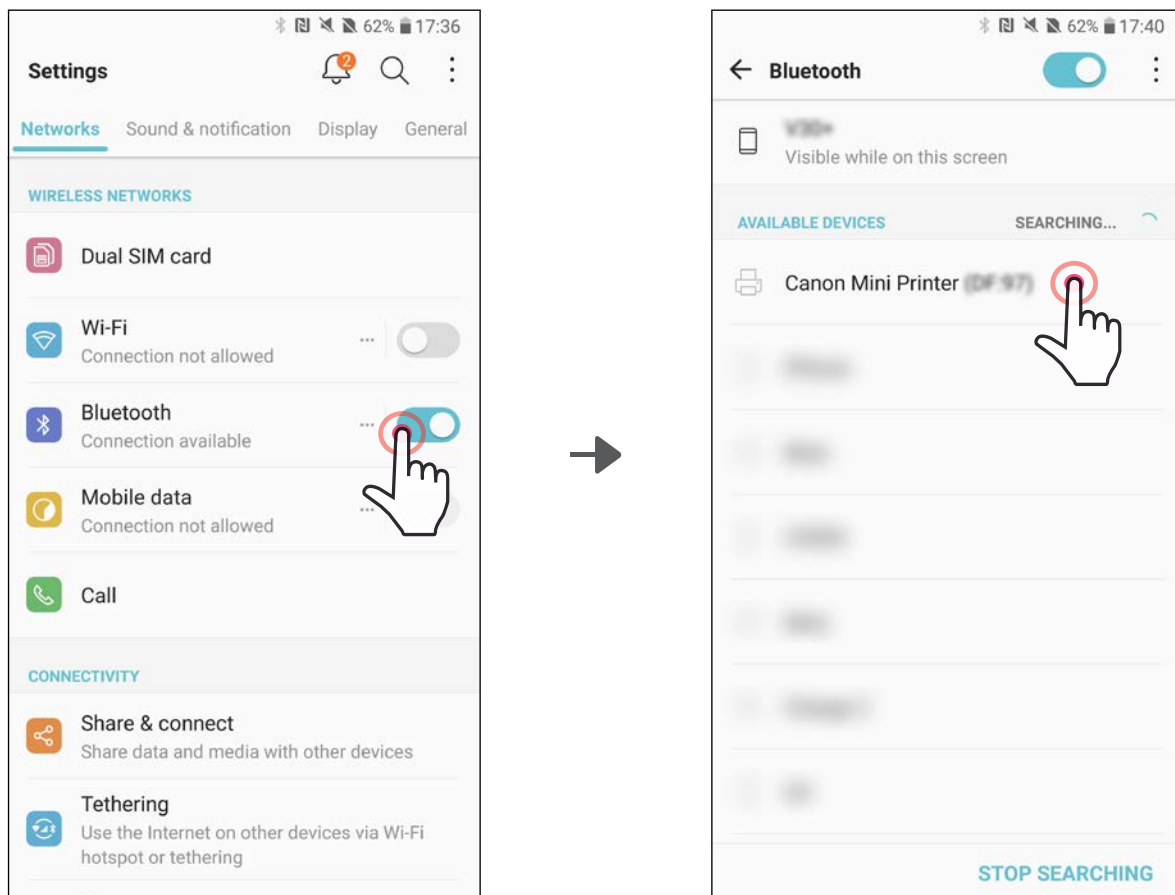 62% 17:36
Settings
2
Networks Sound & notification Display General
WIRELESS NETWORKS
Dual SIM card
Wi-Fi
Connection not allowed
Bluetooth
Connection available
Mobile data
Connection not allowed
Call
CONNECTIVITY
Share & connect
Share data and media with other devices
Tethering
Use the Internet on other devices via Wi-Fi
hotspot or tethering
62% 17:40
Bluetooth
Visible while on this screen
AVAILABLE DEVICES SEARCHING...
Canon Mini Printer
STOP SEARCHING